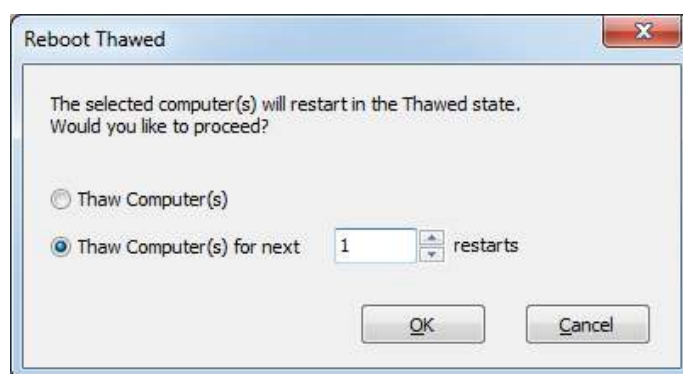 Reboot Thawed
The selected computer(s) will restart in the Thawed state.
Would you like to proceed?
Thaw Computer(s)
Thaw Computer(s) for next 1 restarts
OK Cancel